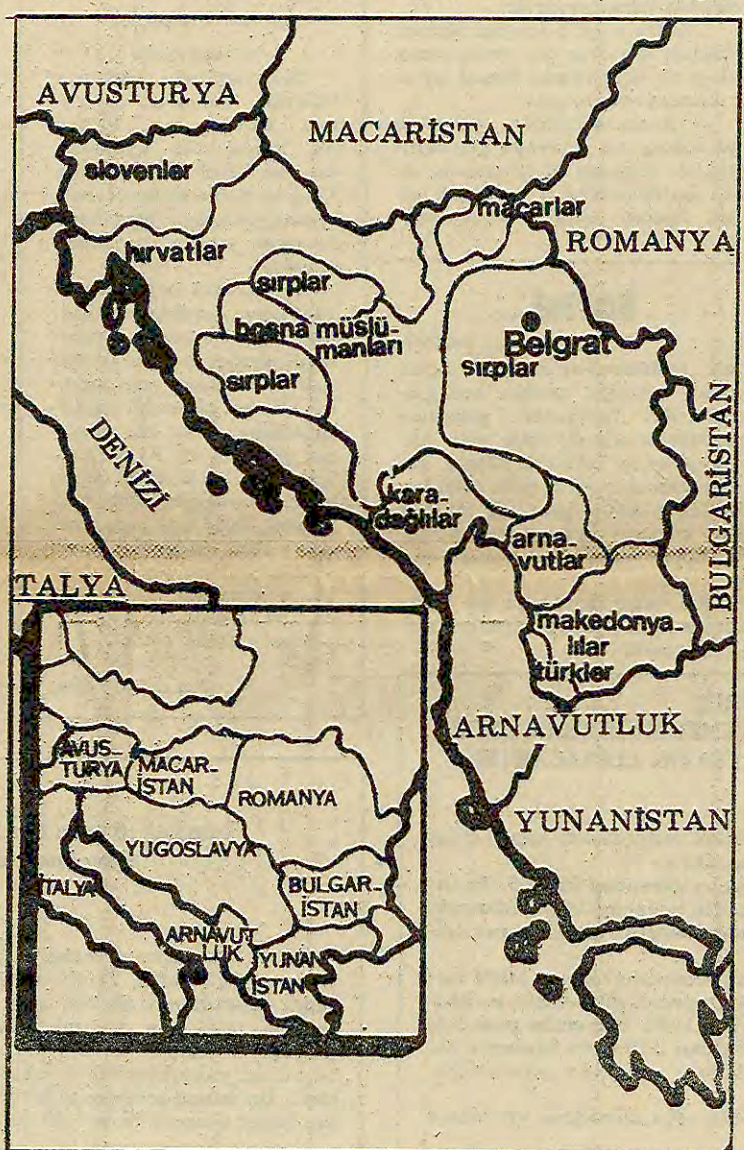 AVUSTURYA
MACARİSTAN
slovenler
macarlar
hırvatlar
ROMANYA
sırplar
bosna müslü-
manları
Belgrat
sırplar
sırplar
DENİZİ
BULGARİSTAN
kara-
dağlılar
arna-
vutlar
TALYA
makedonya-
lılar
türkler
ARNAVUTLUK
YUNANİSTAN
AVUS-
TURYA
MACAR-
İSTAN
ROMANYA
YUGOSLAVYA
İTALYA
BULGAR-
İSTAN
ARNAVUT
LUK
YUNAN
İSTAN